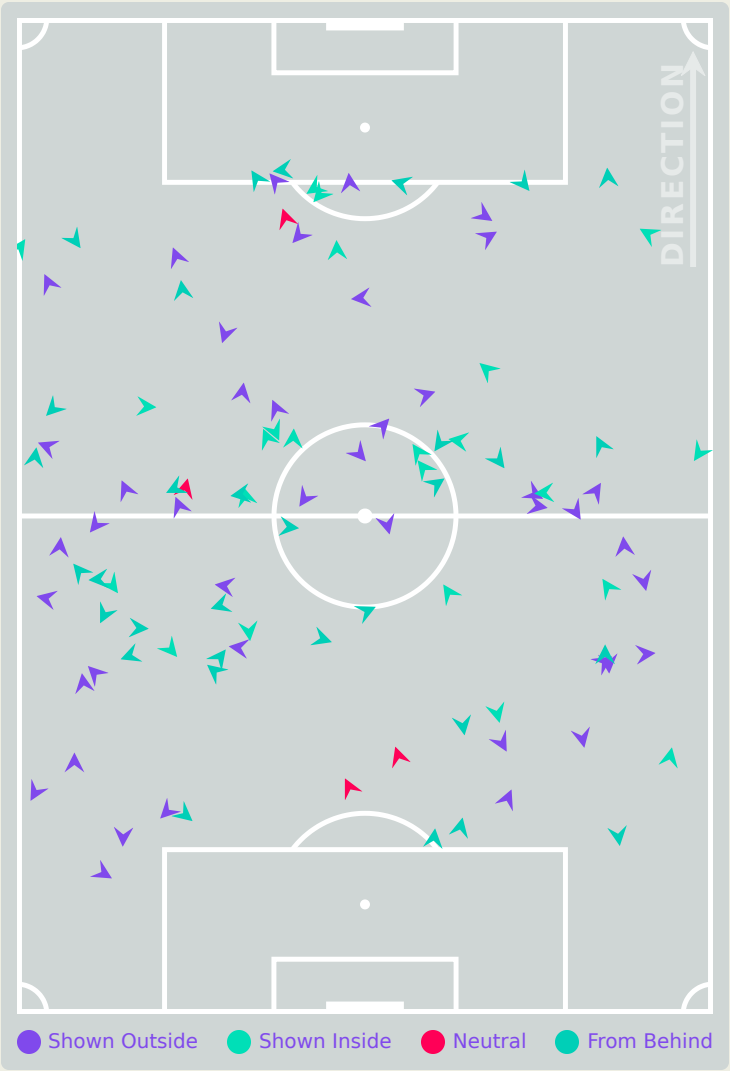 DIRECTION
Shown Outside
Shown Inside
Neutral
From Behind